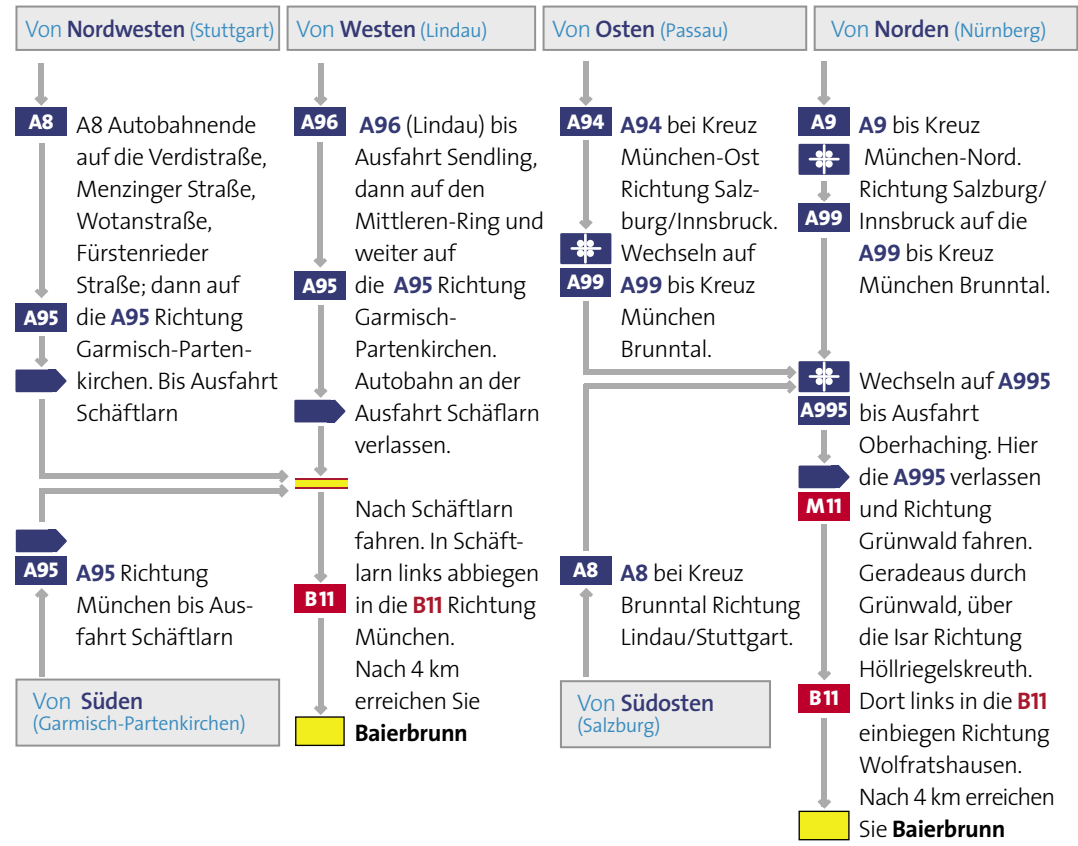 Von Nordwesten (Stuttgart)
A8
A8 Autobahnende
auf die Verdistraße,
Menzinger Straße,
Wotanstraße,
Fürstenrieder
Straße; dann auf
A95
die A95 Richtung
Garmisch-Parten-
kirchen. Bis Ausfahrt
Schäftlarn
A95
A95 Richtung
München bis Aus-
fahrt Schäftlarn
Von Süden
(Garmisch-Partenkirchen)
Von Westen (Lindau)
A96
A96 (Lindau) bis
Ausfahrt Sendling,
dann auf den
Mittleren-Ring und
weiter auf
A95
die A95 Richtung
Garmisch-
Partenkirchen.
Autobahn an der
Ausfahrt Schäflarn
verlassen.
Nach Schäftlarn
fahren. In Schäft-
larn links abbiegen
B11
in die B11 Richtung
München.
Nach 4 km
erreichen Sie
Baierbrunn
Von Osten (Passau)
A94
A94 bei Kreuz
München-Ost
Richtung Salz-
burg/Innsbruck.
Wechseln auf
A99
A99 bis Kreuz
München
Brunntal.
A8
A8 bei Kreuz
Brunntal Richtung
Lindau/Stuttgart.
Von Südosten
(Salzburg)
Von Norden (Nürnberg)
A9
A9 bis Kreuz
München-Nord.
Richtung Salzburg/
A99
Innsbruck auf die
A99 bis Kreuz
München Brunntal.
Wechseln auf A995
A995
bis Ausfahrt
Oberhaching. Hier
die A995 verlassen
M11
und Richtung
Grünwald fahren.
Geradeaus durch
Grünwald, über
die Isar Richtung
Höllriegelskreuth.
B11
Dort links in die B11
einbiegen Richtung
Wolfratshausen.
Nach 4 km erreichen
Sie Baierbrunn